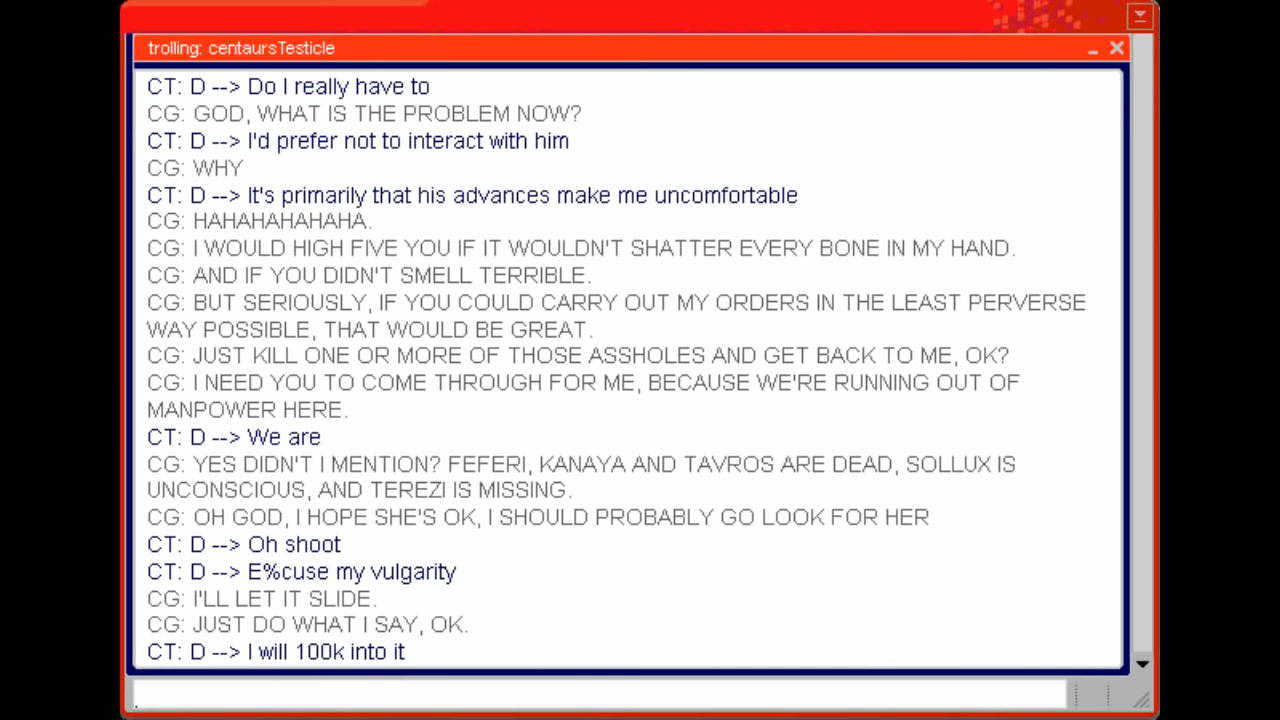 trolling: centaursTesticle
CT: D --> Do I really have to
CG: GOD, WHAT IS THE PROBLEM NOW?
CT: D --> I'd prefer not to interact with him
CG: WHY
CT: D --> It's primarily that his advances make me uncomfortable
CG: HAHAHAHAHAHA.
CG: I WOULD HIGH FIVE YOU IF IT WOULDN'T SHATTER EVERY BONE IN MY HAND.
CG: AND IF YOU DIDN'T SMELL TERRIBLE.
CG: BUT SERIOUSLY, IF YOU COULD CARRY OUT MY ORDERS IN THE LEAST PERVERSE
WAY POSSIBLE, THAT WOULD BE GREAT.
CG: JUST KILL ONE OR MORE OF THOSE ASSHOLES AND GET BACK TO ME, OK?
CG: I NEED YOU TO COME THROUGH FOR ME, BECAUSE WE'RE RUNNING OUT OF
MANPOWER HERE.
CT: D --> We are
CG: YES DIDN'T I MENTION? FEFERI, KANAYA AND TAVROS ARE DEAD, SOLLUX IS
UNCONSCIOUS, AND TEREZI IS MISSING.
CG: OH GOD, I HOPE SHE'S OK, I SHOULD PROBABLY GO LOOK FOR HER
CT: D --> Oh shoot
CT: D --> E%cuse my vulgarity
CG: I'LL LET IT SLIDE.
CG: JUST DO WHAT I SAY, OK.
CT: D --> I will 100k into it